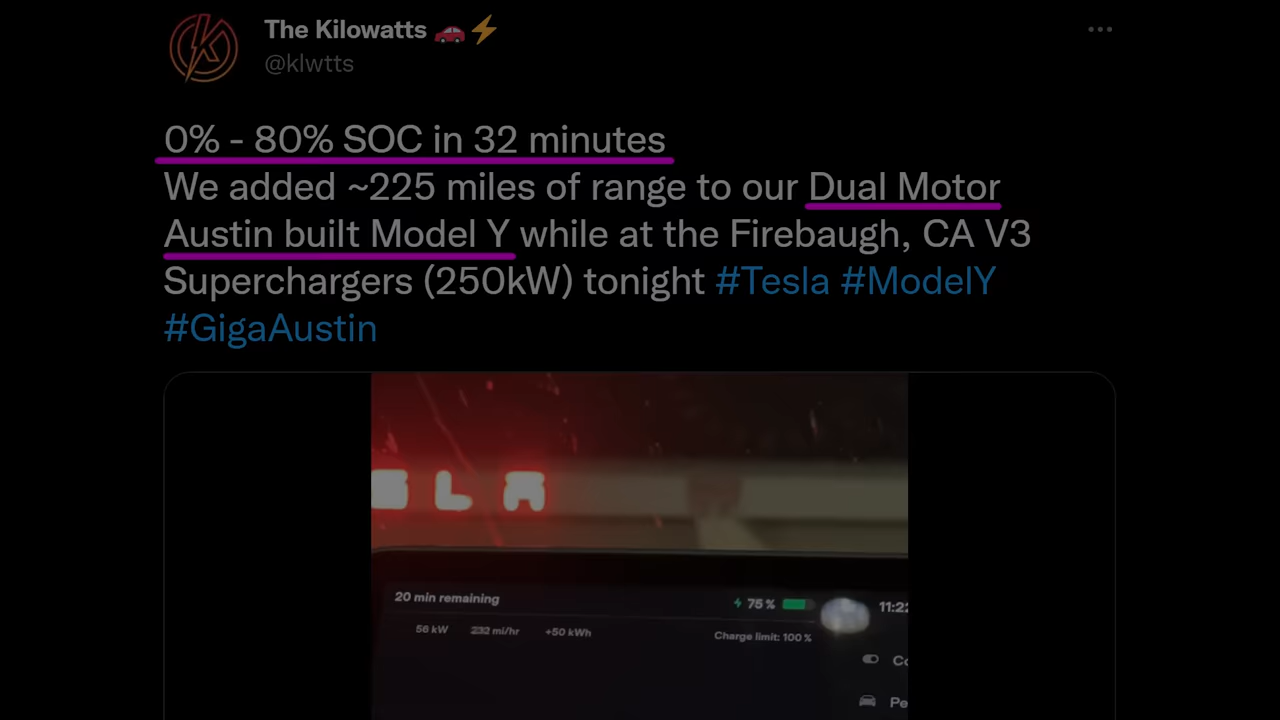 The Kilowatts 🚗⚡
@klwtts
0% - 80% SOC in 32 minutes
We added ~225 miles of range to our Dual Motor
Austin built Model Y while at the Firebaugh, CA V3
Superchargers (250kW) tonight #Tesla #ModelY
#GigaAustin
S L A
20 min remaining
75%
11:22
56 kW
232 mi/hr
+50 kWh
Charge limit: 100%
Co
Pe